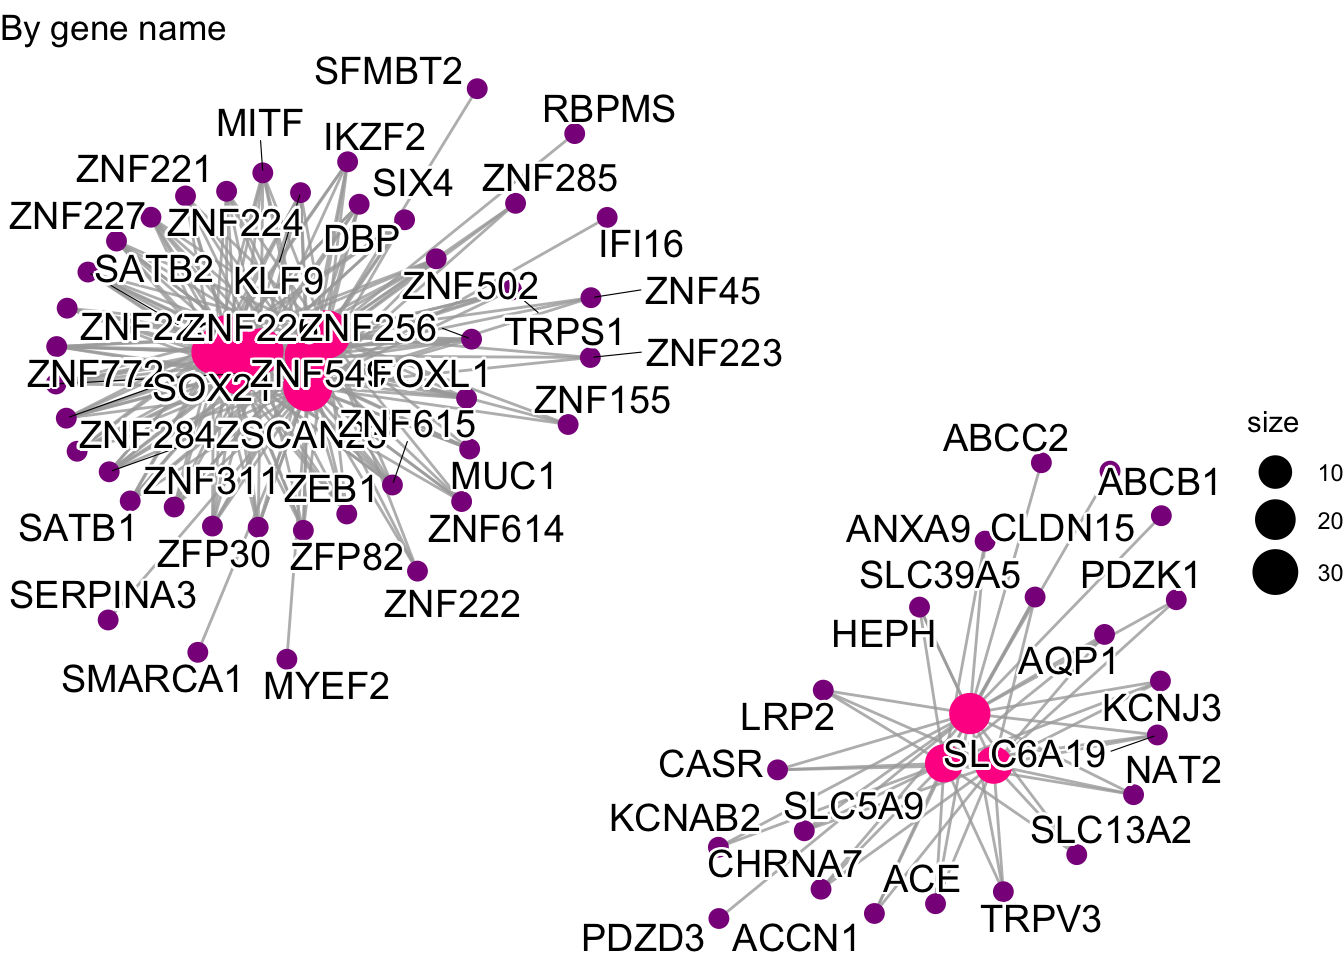 By gene name
SFMBT2
RBPMS
MITF
IKZF2
ZNF221
SIX4
ZNF285
ZNF227
ZNF224
DBP
IFI16
SATB2
KLF9
ZNF502
ZNF45
TRPS1
ZNF256
ZNF223
ZNF772
FOXL1
ZNF155
ZNF615
ZNF284
MUC1
ZNF311
ZEB1
SATB1
ZNF614
ZFP30
ZFP82
SERPINA3
ZNF222
SMARCA1
MYEF2
ABCC2
ABCB1
ANXA9
CLDN15
SLC39A5
PDZK1
HEPH
AQP1
LRP2
KCNJ3
SLC6A19
CASR
NAT2
KCNAB2
SLC5A9
SLC13A2
CHRNA7
ACE
TRPV3
PDZD3
ACCN1
size
10
20
30